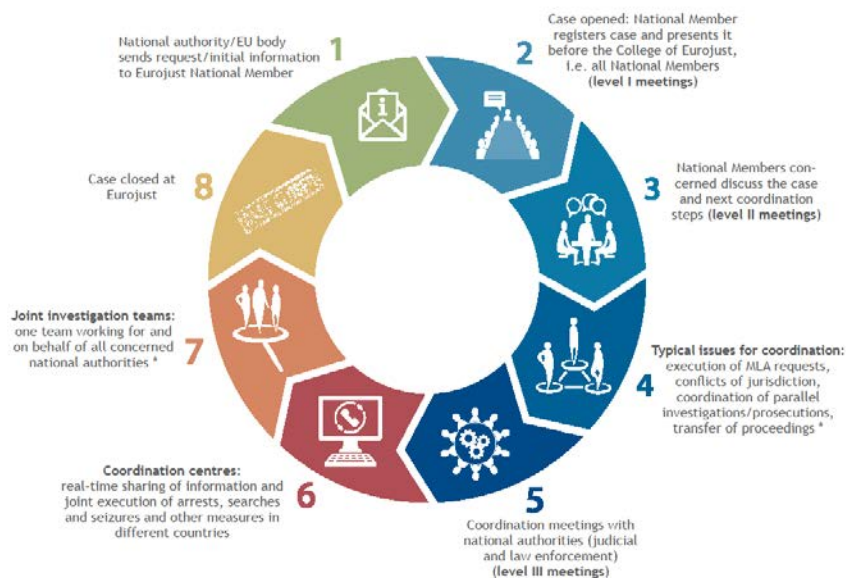 1
National authority/EU body
sends request/initial information
to Eurojust National Member
2
Case opened: National Member
registers case and presents it
before the College of Eurojust,
i.e. all National Members
(level I meetings)
3
National Members con-
cerned discuss the case
and next coordination
steps (level II meetings)
4
Typical issues for coordination:
execution of MLA requests,
conflicts of jurisdiction,
coordination of parallel
investigations/prosecutions,
transfer of proceedings *
5
Coordination meetings with
national authorities (judicial
and law enforcement)
(level III meetings)
6
Coordination centres:
real-time sharing of information and
joint execution of arrests, searches
and seizures and other measures in
different countries
7
Joint investigation teams:
one team working for and
on behalf of all concerned
national authorities *
8
Case closed at
Eurojust